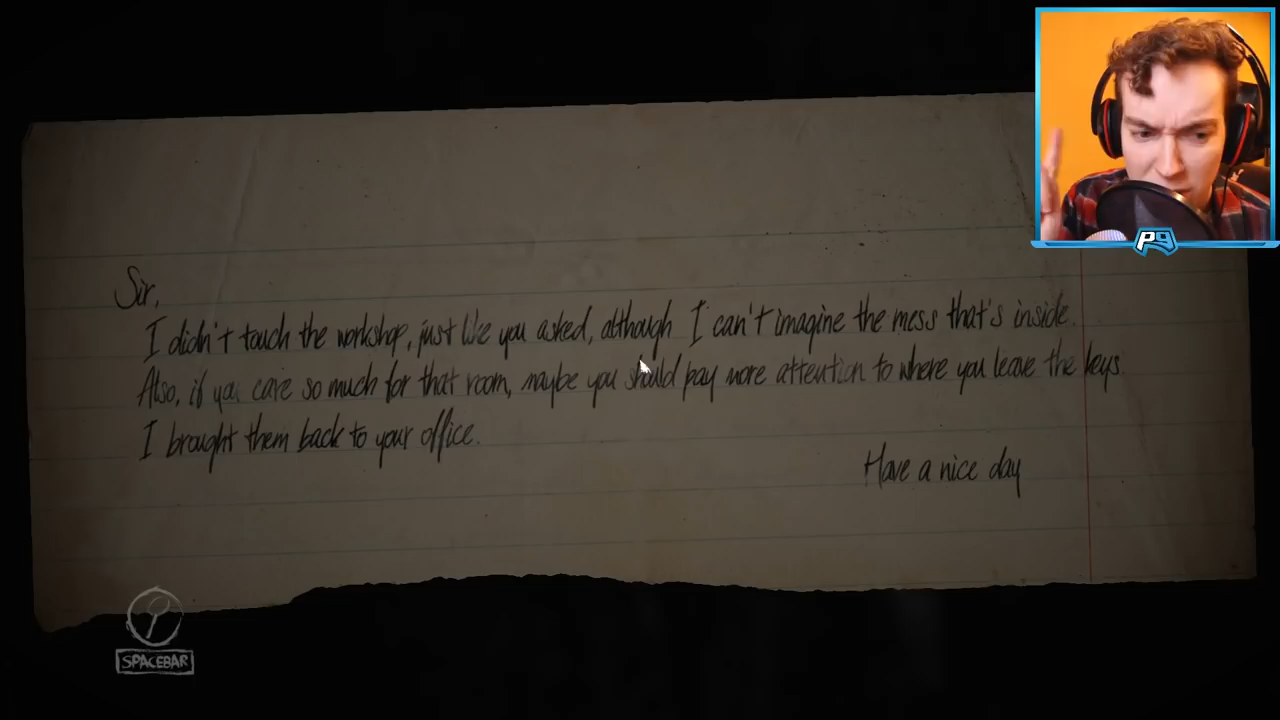 Sir,
I didn't touch the workshop, just like you asked, although I can't imagine the mess that's inside.
Also, if you care so much for that room, maybe you should pay more attention to where you leave the keys.
I brought them back to your office.
Have a nice day
SPACEBAR
PG